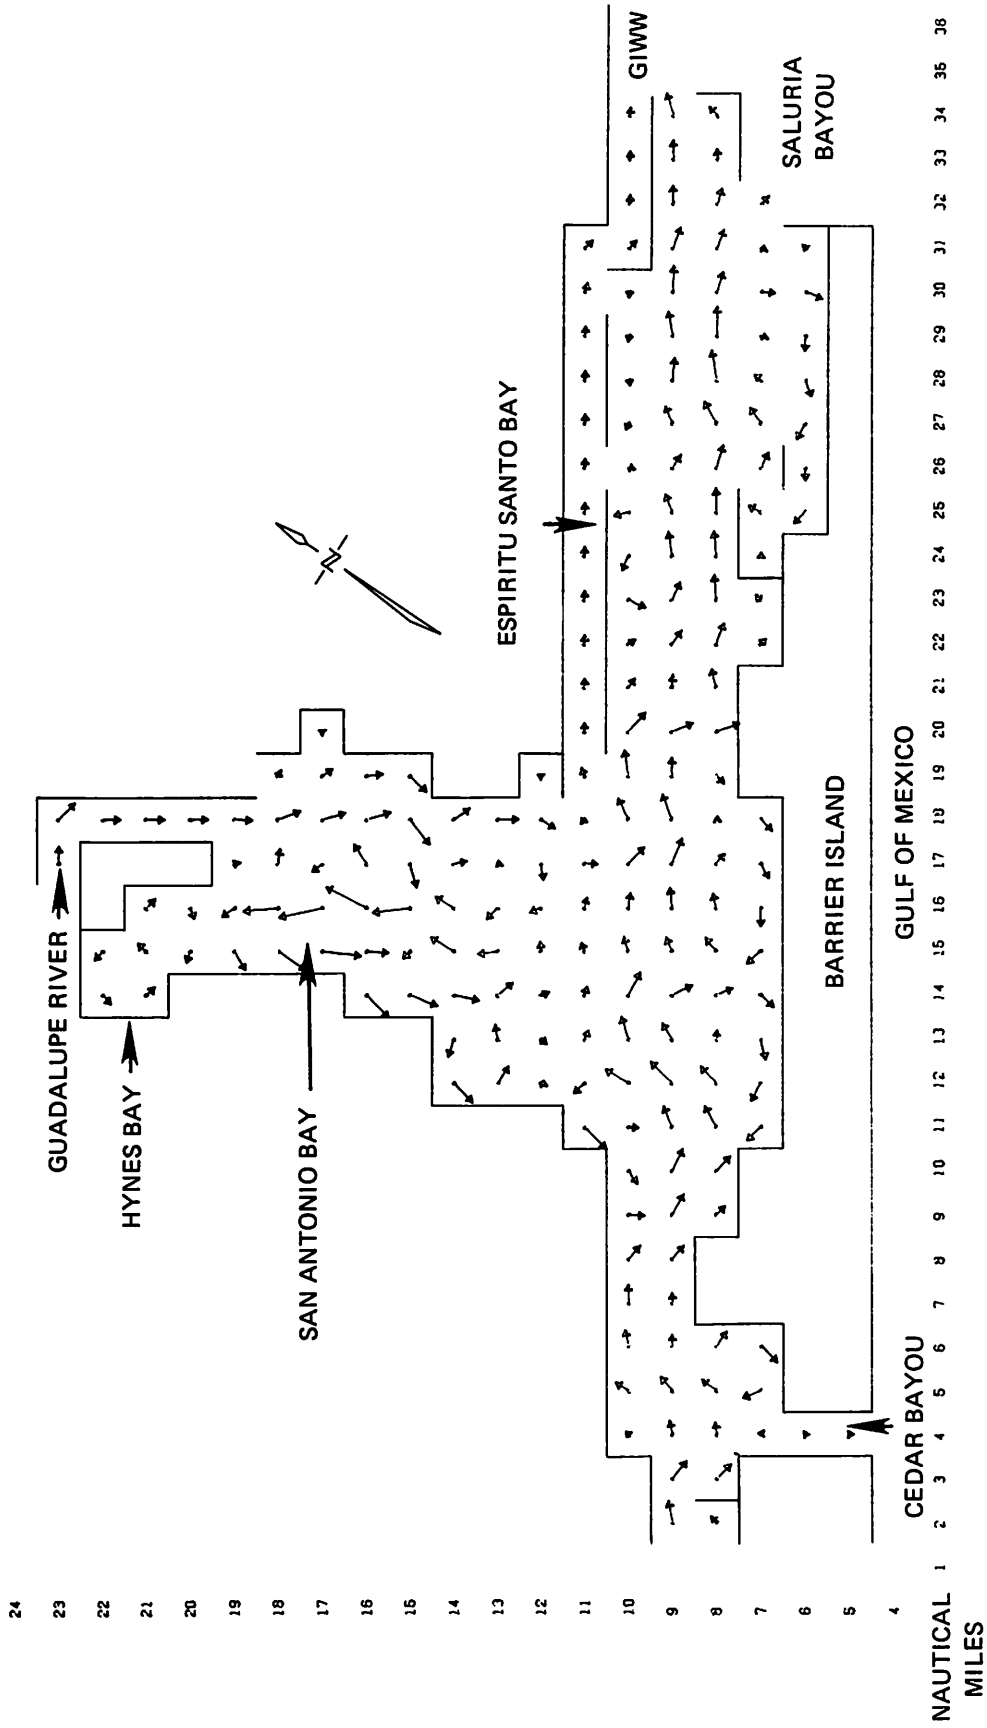 24
23
22
21
20
19
18
17
16
15
14
13
12
11
10
9
8
7
6
5
4
GUADALUPE RIVER
HYNES BAY
SAN ANTONIO BAY
N
ESPIRITU SANTO BAY
GIWW
SALURIA
BAYOU
BARRIER ISLAND
CEDAR BAYOU
GULF OF MEXICO
NAUTICAL
MILES
1 2 3 4 5 6 7 8 9 10 11 12 13 14 15 16 17 18 19 20 21 22 23 24 25 26 27 28 29 30 31 32 33 34 35 38